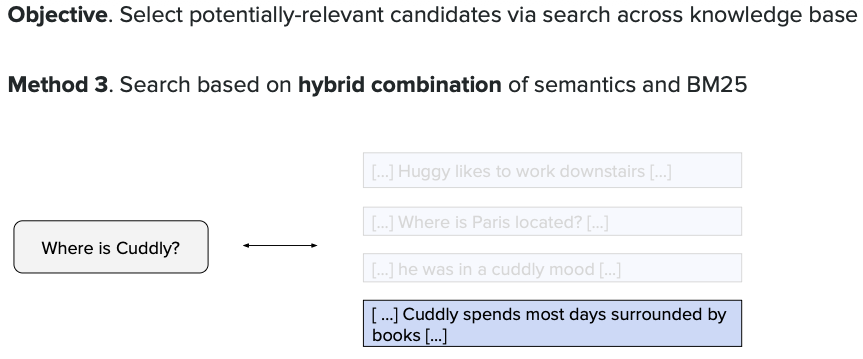 Objective. Select potentially-relevant candidates via search across knowledge base
Method 3. Search based on hybrid combination of semantics and BM25
[...] Huggy likes to work downstairs [...]
[...] Where is Paris located? [...]
Where is Cuddly?
[...] he was in a cuddly mood [...]
[ ...] Cuddly spends most days surrounded by
books [...]